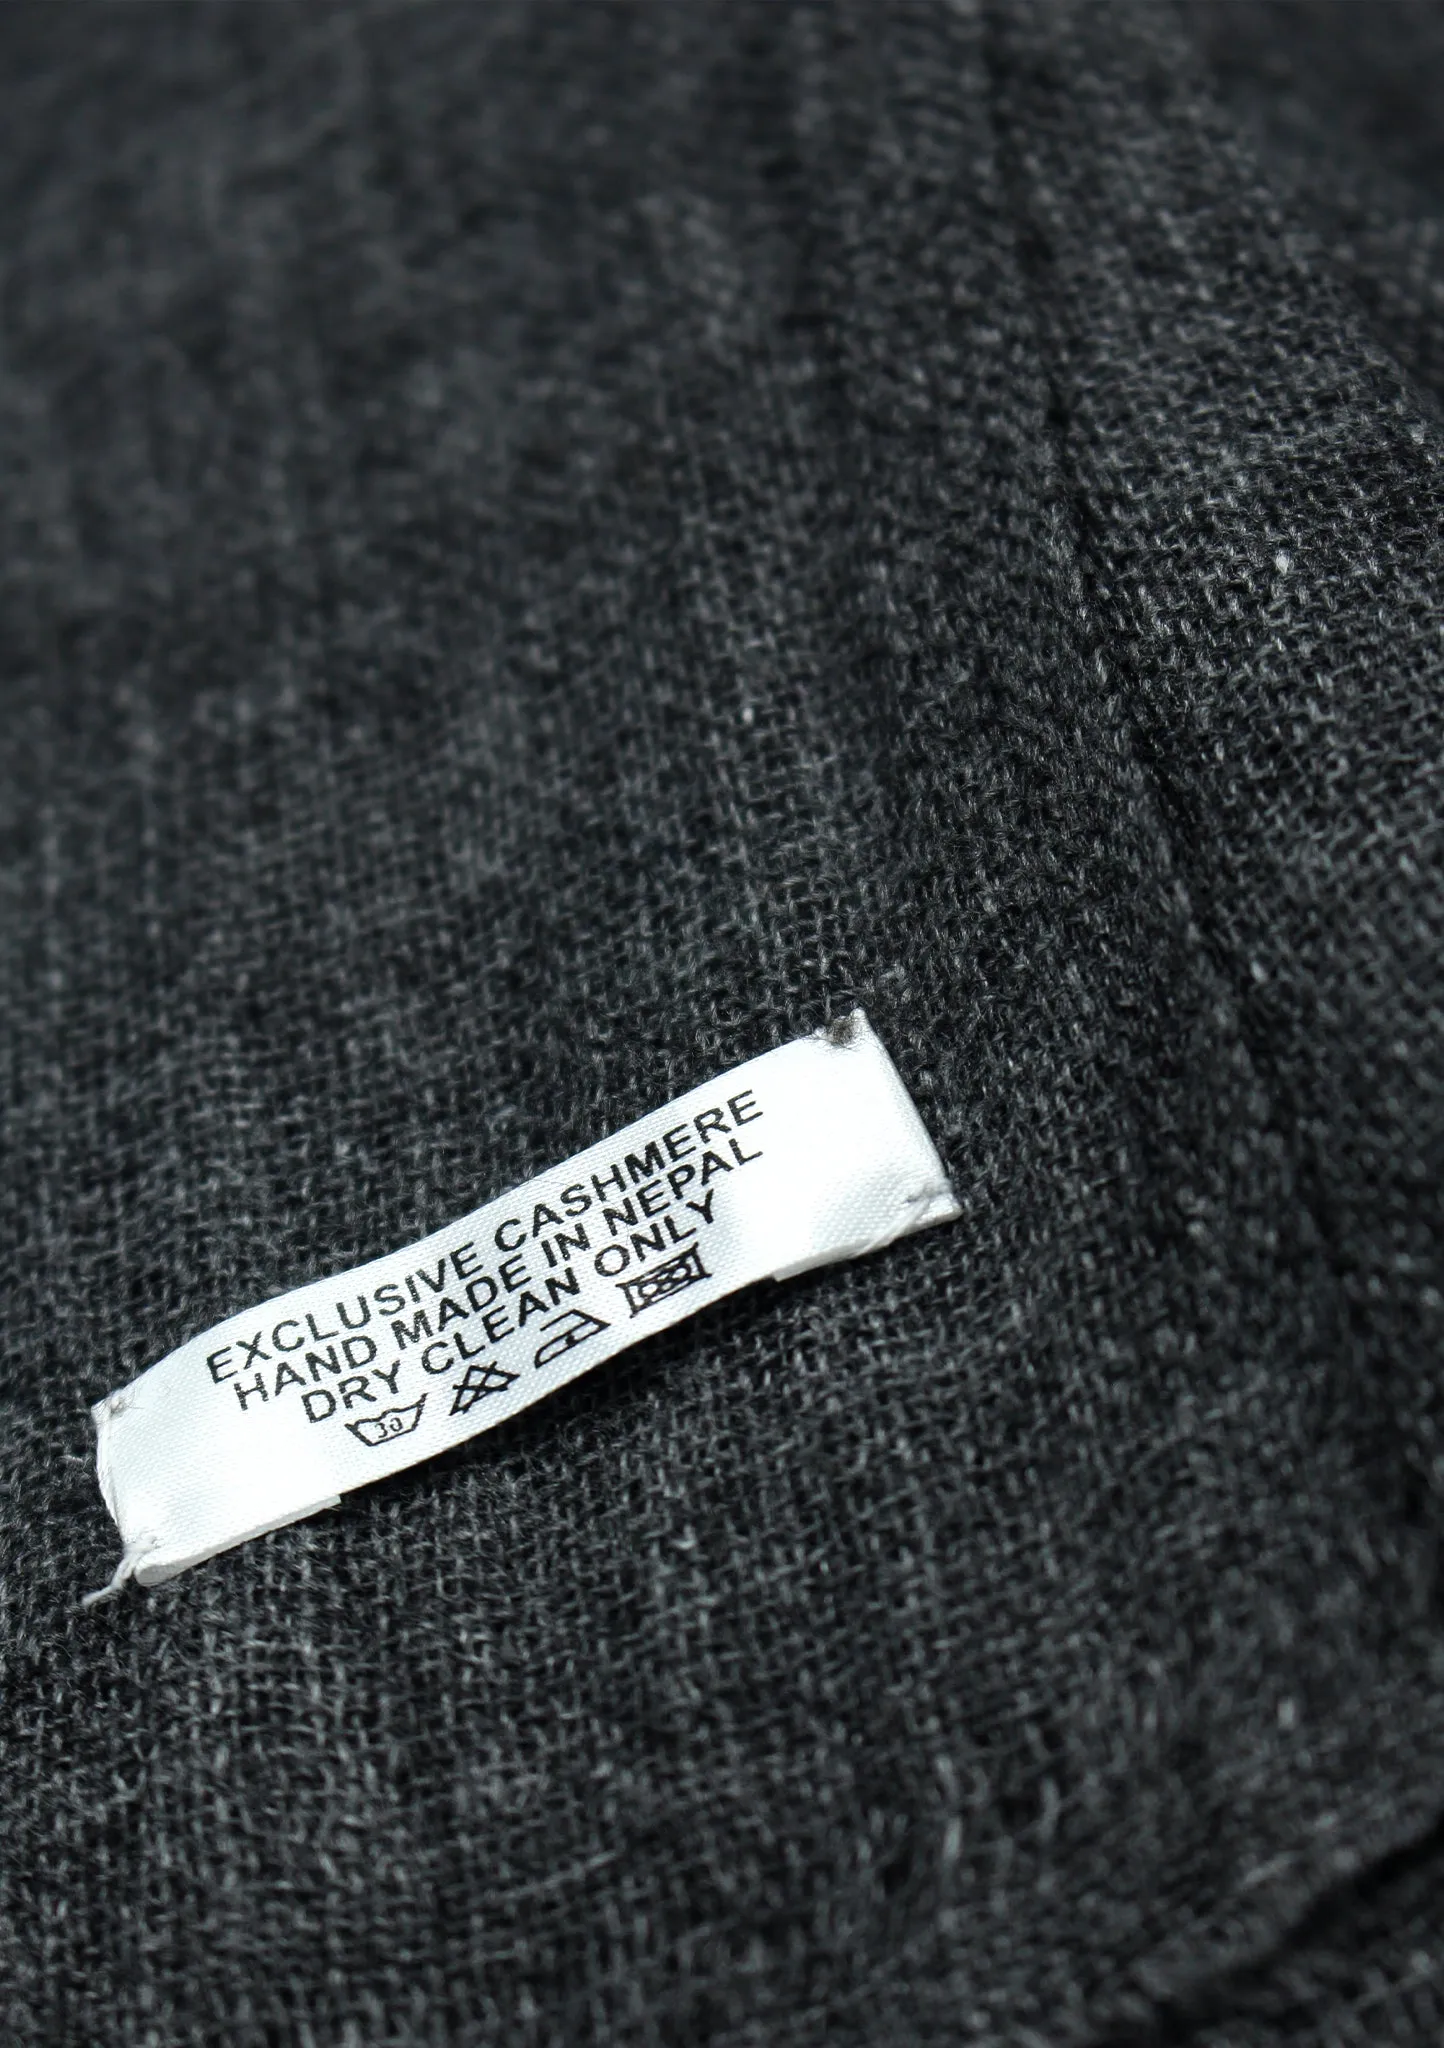 EXCLUSIVE CASHMERE
HAND MADE IN NEPAL
DRY CLEAN ONLY
30